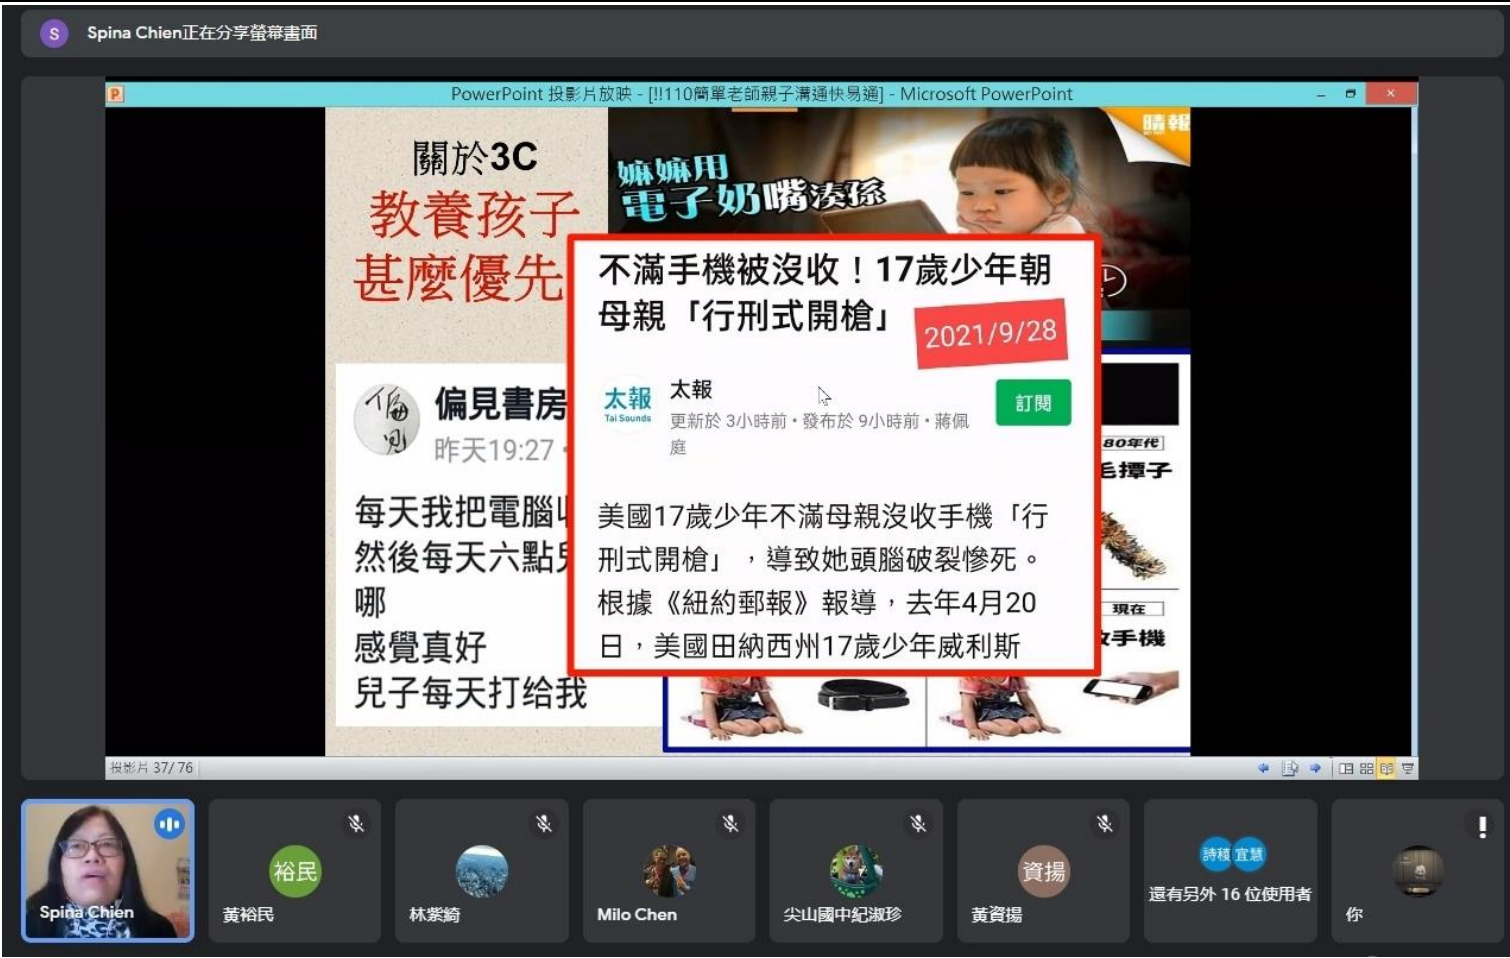 S Spina Chien正在分享螢幕畫面
PowerPoint 投影片放映 - [!!110簡單老師親子溝通快易通] - Microsoft PowerPoint
關於3C
教養孩子
甚麼優先
晴報
嫲嫲用
電子奶嘴湊孫
不滿手機被沒收！17歲少年朝
母親「行刑式開槍」
2021/9/28
太報
Tai Sounds
太報
更新於 3小時前・發布於 9小時前・蔣佩
庭
訂閱
美國17歲少年不滿母親沒收手機「行
刑式開槍」，導致她頭腦破裂慘死。
根據《紐約郵報》報導，去年4月20
日，美國田納西州17歲少年威利斯
偏見
偏見書房
昨天19:27
每天我把電腦
然後每天六點
哪
感覺真好
兒子每天打给我
80年代
毛撣子
現在
手機
投影片 37/76
Spina Chien
裕民
黃裕民
林紫綺
Milo Chen
尖山國中紀淑珍
資揚
黃資揚
詩稜 宜慧
還有另外 16 位使用者
你